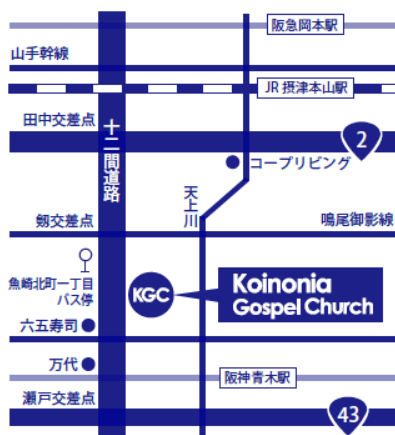 阪急岡本駅
山手幹線
JR 摂津本山駅
田中交差点
十二間道路
2
コープリビング
天上川
剱交差点
鳴尾御影線
魚崎北町一丁目
バス停
KGC
Koinonia
Gospel Church
六五寿司
万代
阪神青木駅
瀬戸交差点
43